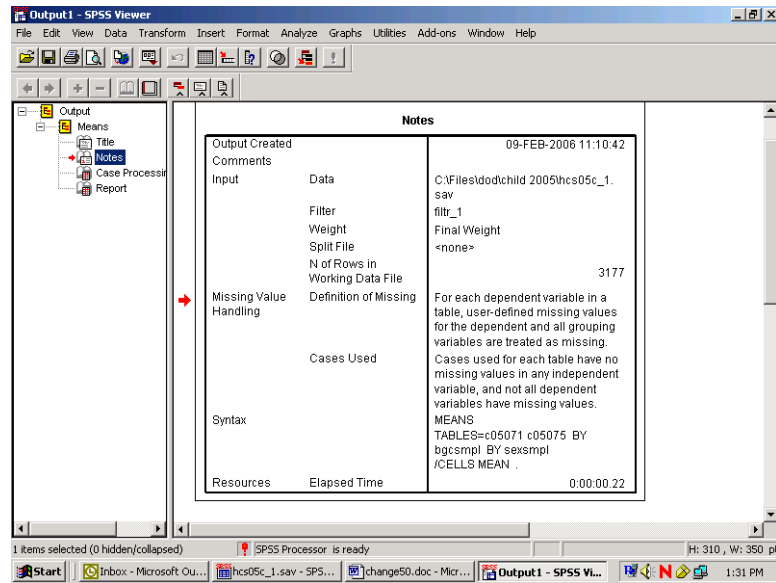 Output1 - SPSS Viewer
File Edit View Data Transform Insert Format Analyze Graphs Utilities Add-ons Window Help
Output
Means
Title
Notes
Case Processin
Report
Notes
Output Created 09-FEB-2006 11:10:42
Comments
Input Data C:\Files\dod\child 2005\hcs05c_1.
sav
Filter filtr_1
Weight Final Weight
Split File <none>
N of Rows in
Working Data File 3177
Missing Value Definition of Missing For each dependent variable in a
Handling table, user-defined missing values
for the dependent and all grouping
variables are treated as missing.
Cases Used Cases used for each table have no
missing values in any independent
variable, and not all dependent
variables have missing values.
Syntax MEANS
TABLES=c05071 c05075 BY
bgcsmpl BY sexsmpl
/CELLS MEAN .
Resources Elapsed Time 0:00:00.22
1 items selected (0 hidden/collapsed) SPSS Processor is ready H: 310 , W: 350 pt
Start Inbox - Microsoft Ou... hcs05c_1.sav - SPS... change50.doc - Micr... Output1 - SPSS Vi... 1:31 PM